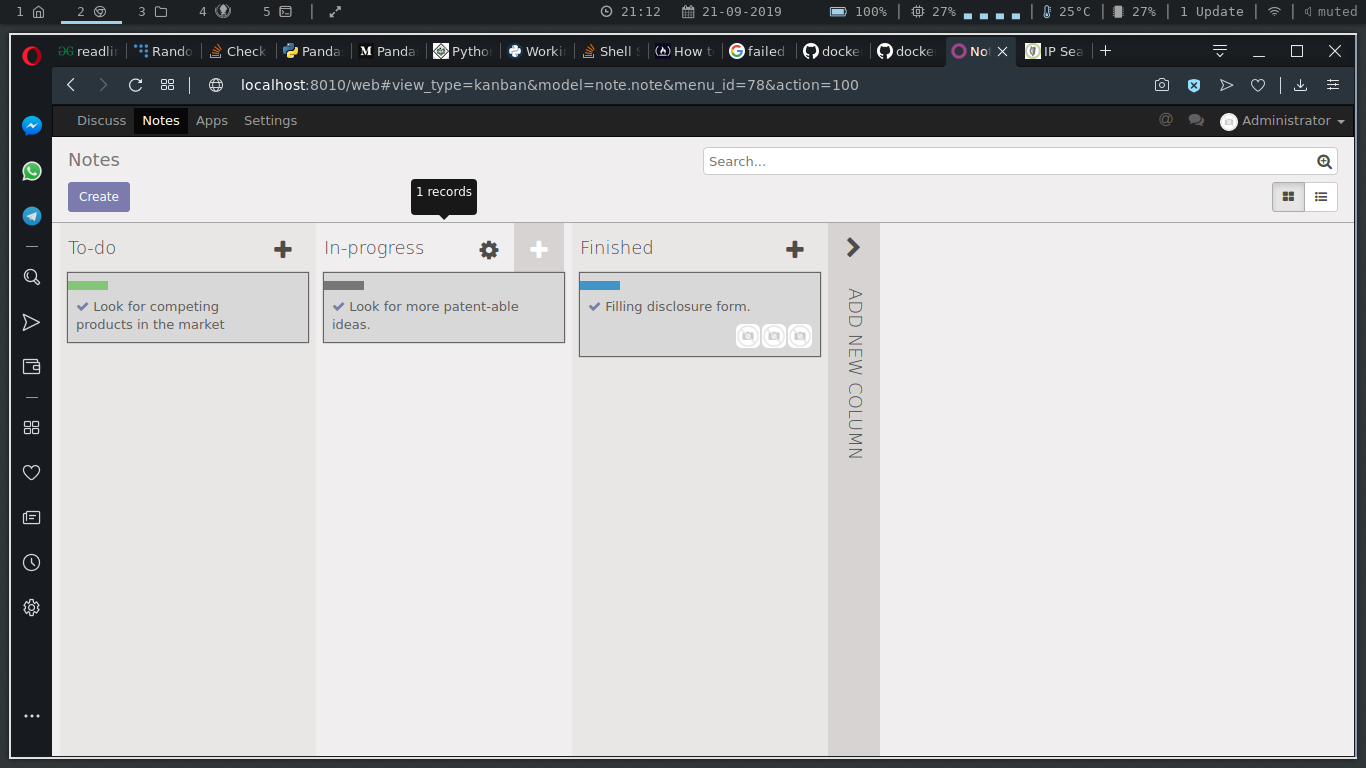 1 2 3 4 5 21:12 21-09-2019 100% 27% 25°C 27% 1 Update muted
readli Rando Check Panda Panda Pytho Worki Shell S How t failed docke docke Not IP Sea
localhost:8010/web#view_type=kanban&model=note.note&menu_id=78&action=100
Discuss Notes Apps Settings @ Administrator
Notes
Search...
Create
1 records
To-do
In-progress
Finished
Look for competing
products in the market
Look for more patent-able
ideas.
Filling disclosure form.
ADD NEW COLUMN